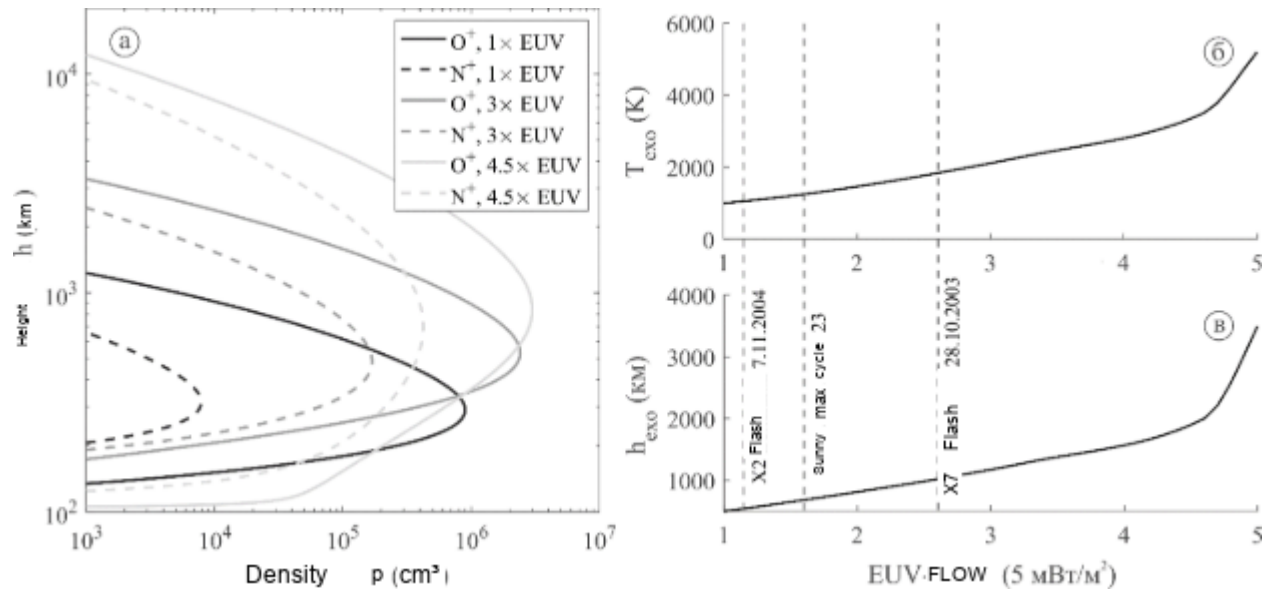 а
O⁺, 1× EUV
N⁺, 1× EUV
O⁺, 3× EUV
N⁺, 3× EUV
O⁺, 4.5× EUV
N⁺, 4.5× EUV
Height h (km)
10⁴
10³
10²
10³ 10⁴ 10⁵ 10⁶ 10⁷
Density p (cm³)
б
T exo (K)
6000
4000
2000
0
1 2 3 4 5
в
h exo (км)
4000
3000
2000
1000
X2 Flash 7.11.2004
Sunny max cycle 23
X7 Flash 28.10.2003
1 2 3 4 5
EUV-FLOW (5 мВт/м²)